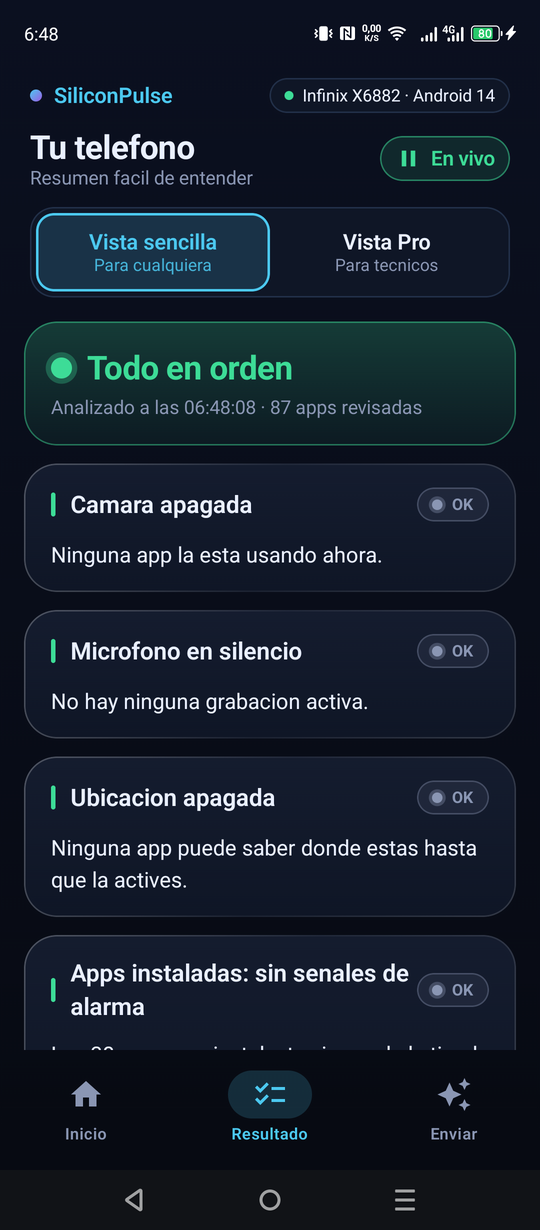 6:48
0,00
K/S
4G
80
SiliconPulse
Infinix X6882 · Android 14
Tu telefono
Resumen facil de entender
En vivo
Vista sencilla
Para cualquiera
Vista Pro
Para tecnicos
Todo en orden
Analizado a las 06:48:08 · 87 apps revisadas
Camara apagada
OK
Ninguna app la esta usando ahora.
Microfono en silencio
OK
No hay ninguna grabacion activa.
Ubicacion apagada
OK
Ninguna app puede saber donde estas hasta
que la actives.
Apps instaladas: sin senales de
alarma
OK
Inicio
Resultado
Enviar